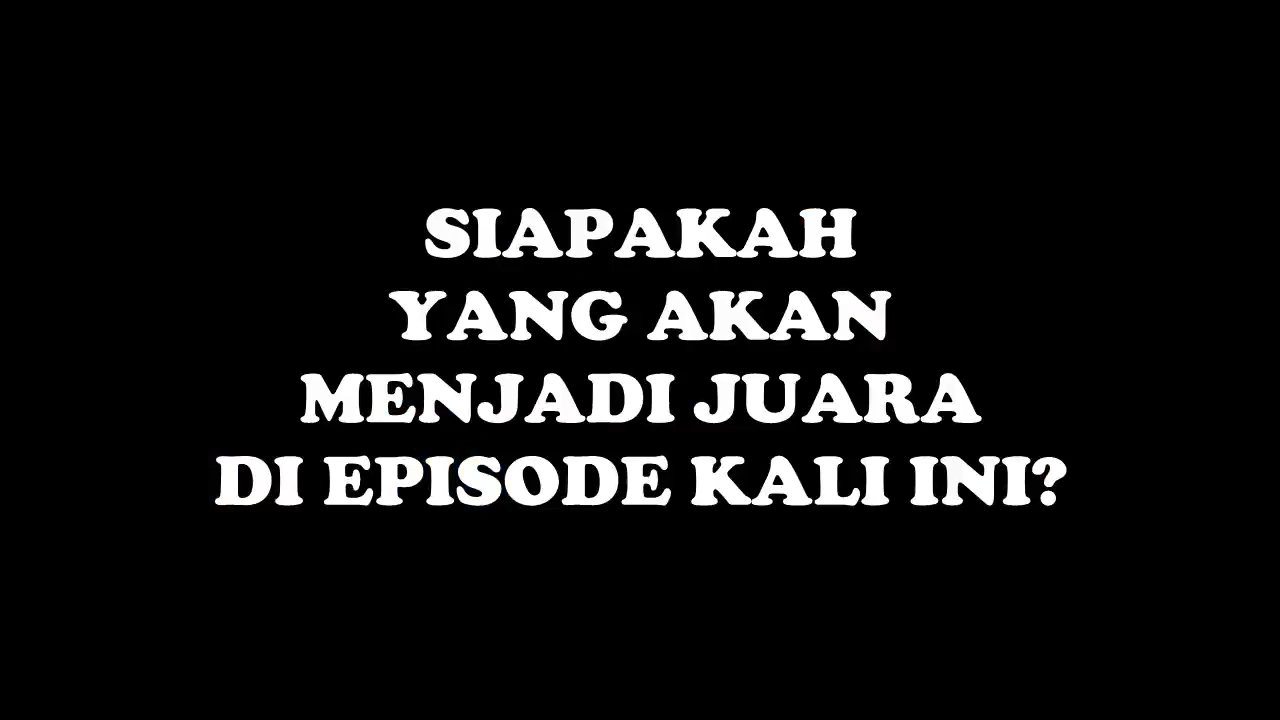 SIAPAKAH
YANG AKAN
MENJADI JUARA
DI EPISODE KALI INI?